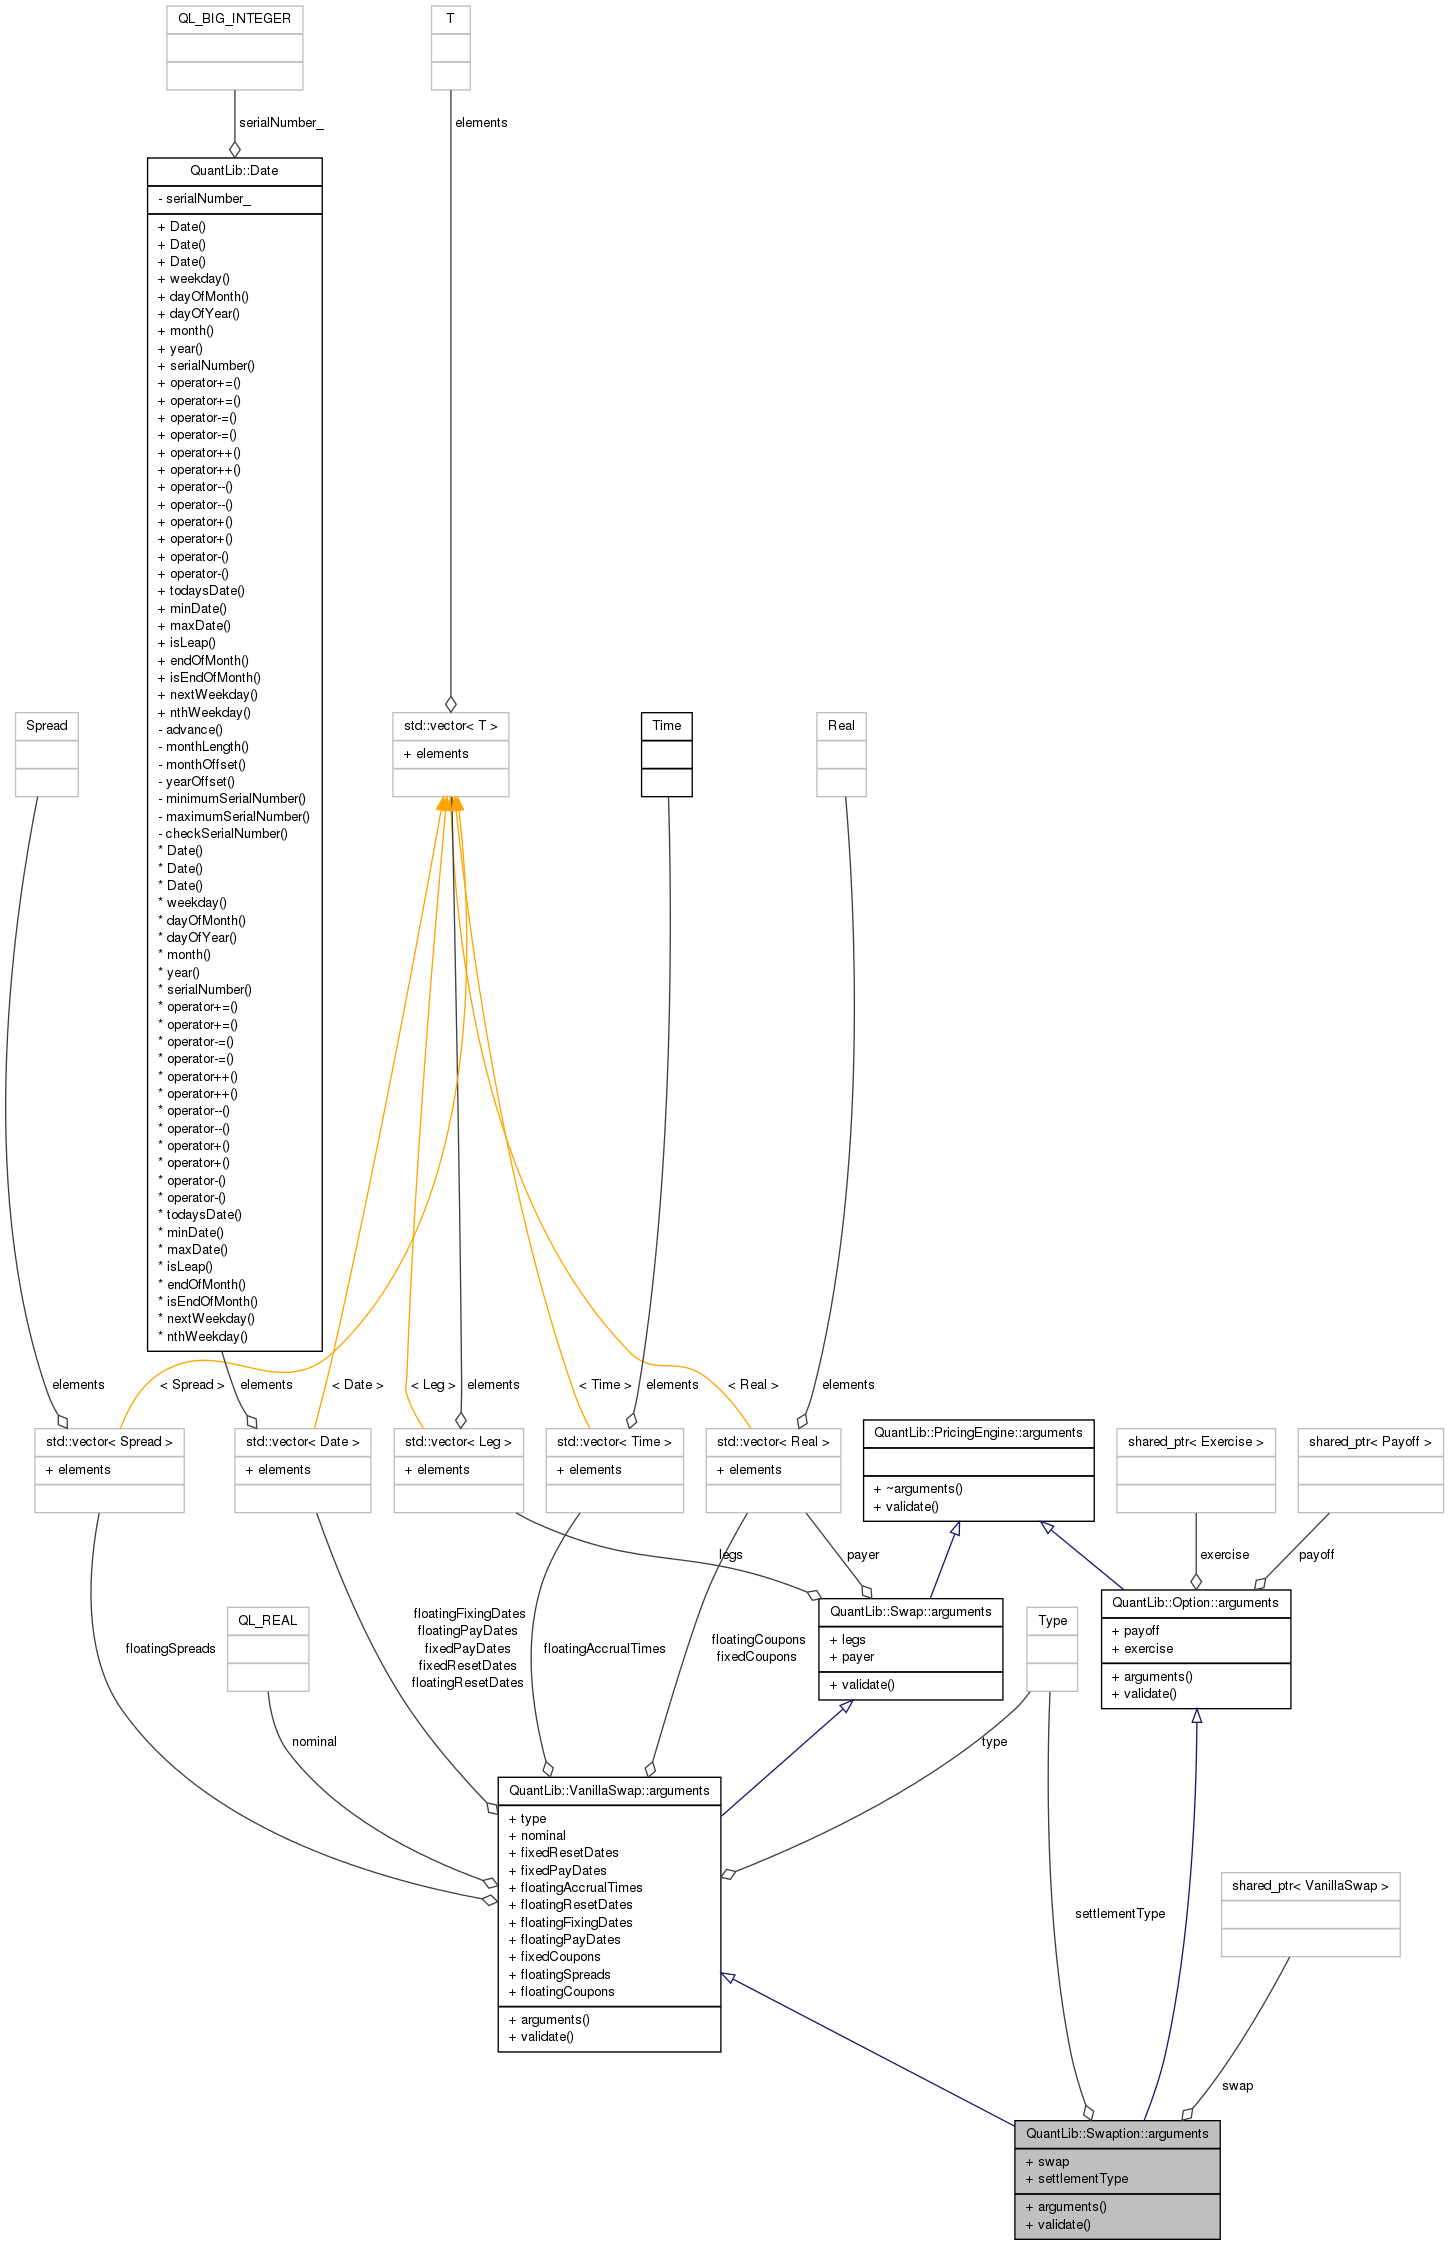 QL_BIG_INTEGER
T
serialNumber_
elements
QuantLib::Date
- serialNumber_
+ Date()
+ Date()
+ Date()
+ weekday()
+ dayOfMonth()
+ dayOfYear()
+ month()
+ year()
+ serialNumber()
+ operator+=()
+ operator+=()
+ operator-=()
+ operator-=()
+ operator++()
+ operator++()
+ operator--()
+ operator--()
+ operator+()
+ operator+()
+ operator-()
+ operator-()
+ todaysDate()
+ minDate()
+ maxDate()
+ isLeap()
+ endOfMonth()
+ isEndOfMonth()
+ nextWeekday()
+ nthWeekday()
- advance()
- monthLength()
- monthOffset()
- yearOffset()
- minimumSerialNumber()
- maximumSerialNumber()
- checkSerialNumber()
* Date()
* Date()
* Date()
* weekday()
* dayOfMonth()
* dayOfYear()
* month()
* year()
* serialNumber()
* operator+=()
* operator+=()
* operator-=()
* operator-=()
* operator++()
* operator++()
* operator--()
* operator--()
* operator+()
* operator+()
* operator-()
* operator-()
* todaysDate()
* minDate()
* maxDate()
* isLeap()
* endOfMonth()
* isEndOfMonth()
* nextWeekday()
* nthWeekday()
Spread
std::vector< T >
+ elements
Time
Real
elements
< Spread >
elements
< Date >
< Leg >
elements
< Time >
elements
< Real >
elements
std::vector< Spread >
+ elements
std::vector< Date >
+ elements
std::vector< Leg >
+ elements
std::vector< Time >
+ elements
std::vector< Real >
+ elements
QuantLib::PricingEngine::arguments
+ ~arguments()
+ validate()
shared_ptr< Exercise >
shared_ptr< Payoff >
legs
payer
exercise
payoff
floatingSpreads
QL_REAL
floatingFixingDates
floatingPayDates
fixedPayDates
fixedResetDates
floatingResetDates
floatingAccrualTimes
floatingCoupons
fixedCoupons
QuantLib::Swap::arguments
+ legs
+ payer
+ validate()
Type
QuantLib::Option::arguments
+ payoff
+ exercise
+ arguments()
+ validate()
nominal
type
QuantLib::VanillaSwap::arguments
+ type
+ nominal
+ fixedResetDates
+ fixedPayDates
+ floatingAccrualTimes
+ floatingResetDates
+ floatingFixingDates
+ floatingPayDates
+ fixedCoupons
+ floatingSpreads
+ floatingCoupons
+ arguments()
+ validate()
settlementType
shared_ptr< VanillaSwap >
swap
QuantLib::Swaption::arguments
+ swap
+ settlementType
+ arguments()
+ validate()